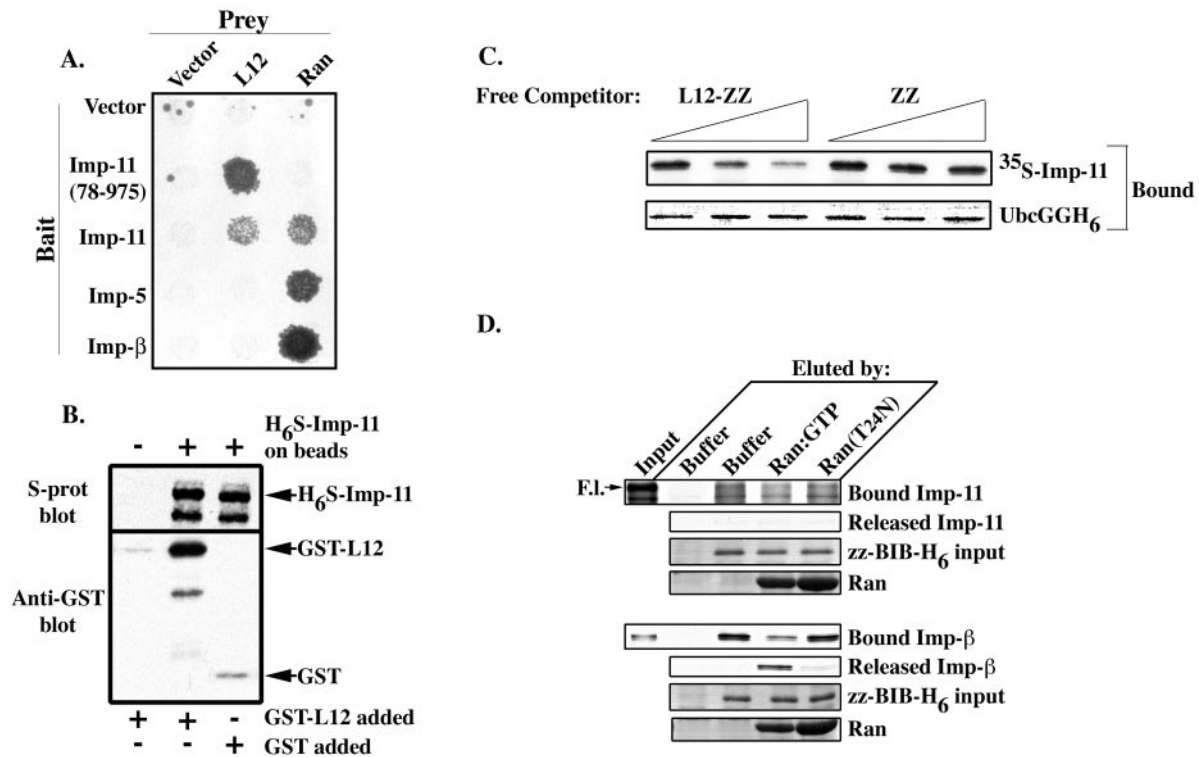 A.
Prey
Vector
L12
Ran
Bait
Vector
Imp-11
(78-975)
Imp-11
Imp-5
Imp-β
B.
H6S-Imp-11
on beads
- + +
S-prot
blot
H6S-Imp-11
GST-L12
Anti-GST
blot
GST
+ + - GST-L12 added
- - + GST added
C.
Free Competitor:
L12-ZZ
ZZ
35S-Imp-11
UbcGGH6
Bound
D.
Eluted by:
Input
Buffer
Buffer
Ran:GTP
Ran(T24N)
F.l.
Bound Imp-11
Released Imp-11
zz-BIB-H6 input
Ran
Bound Imp-β
Released Imp-β
zz-BIB-H6 input
Ran